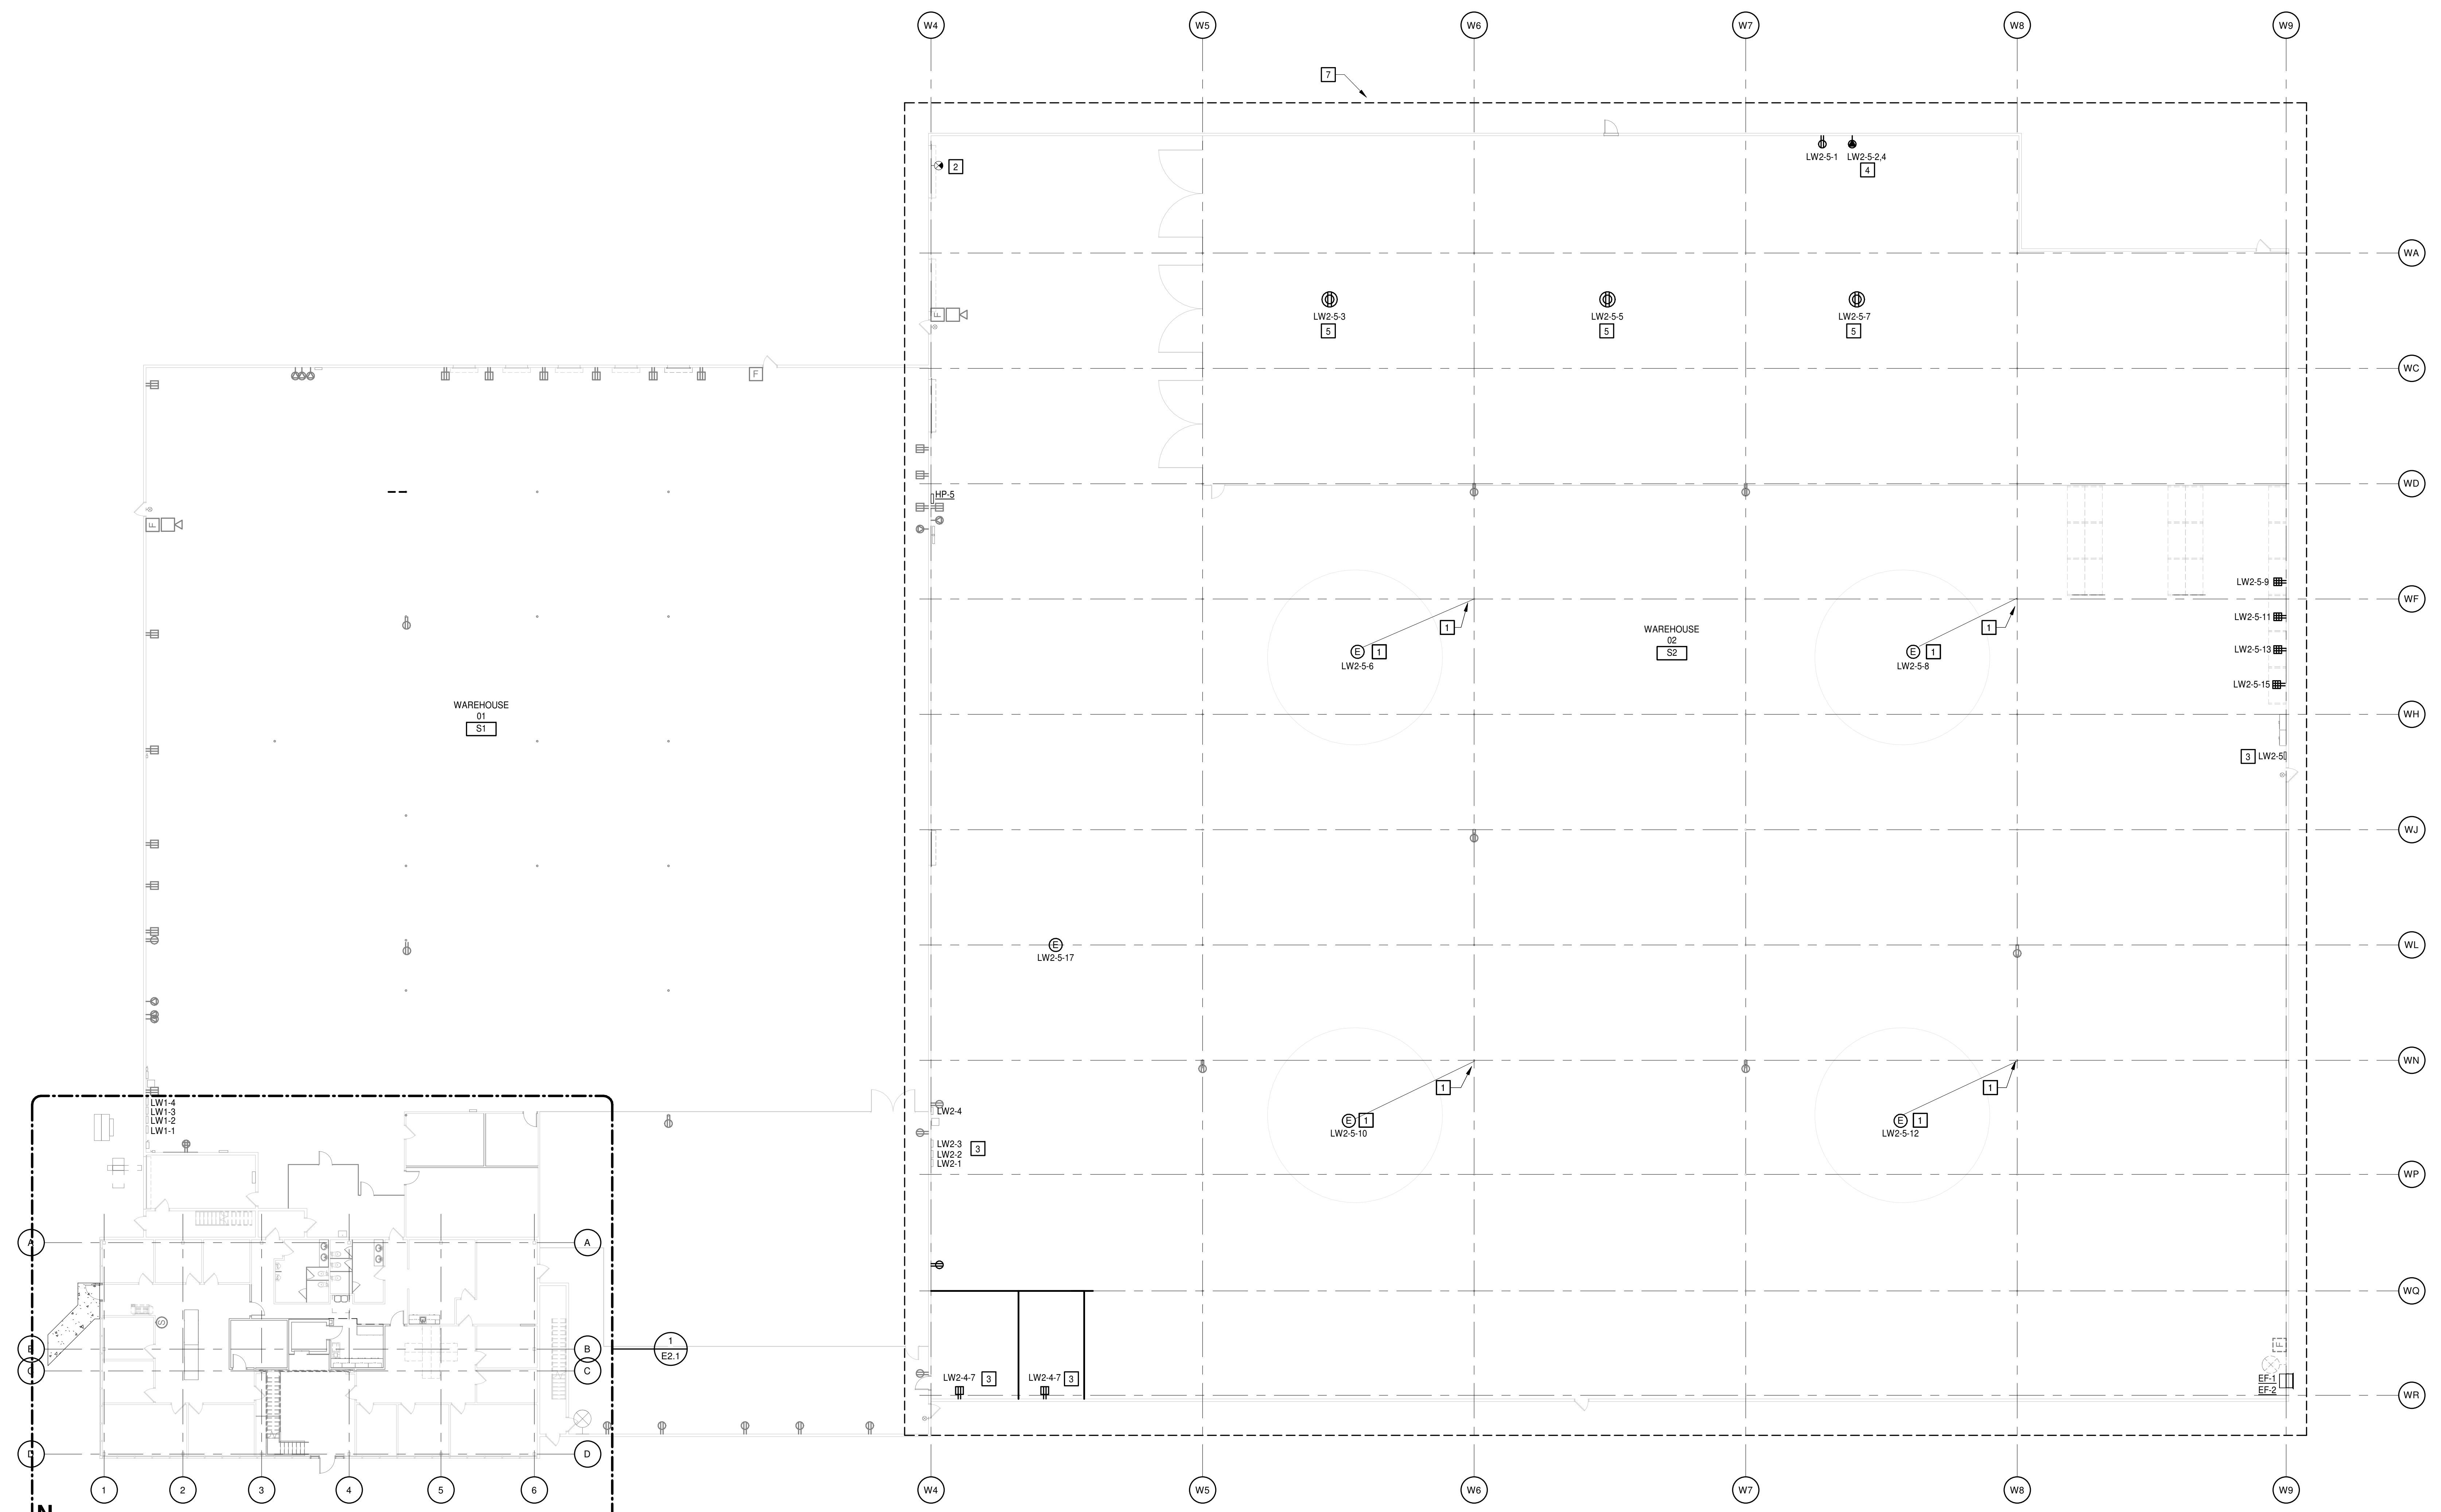 W4
W5
W6
W7
W8
W9
7
2
LW2-5-1
LW2-5-2,4
4
WA
F
LW2-5-3
LW2-5-5
LW2-5-7
5
5
5
F
WC
HP-5
WD
F
LW2-5-9
WF
LW2-5-11
1
1
WAREHOUSE
02
S2
E
1
E
1
LW2-5-13
LW2-5-6
LW2-5-8
LW2-5-15
WAREHOUSE
01
S1
WH
3
LW2-5
WJ
E
WL
LW2-5-17
WN
1
1
LW1-4
LW1-3
LW1-2
LW1-1
LW2-4
E
1
E
1
LW2-5-10
LW2-5-12
LW2-3
LW2-2
LW2-1
3
WP
A
A
WQ
S
1
E2.1
B
B
F
C
C
LW2-4-7
3
LW2-4-7
3
EF-1
EF-2
WR
D
D
1
2
3
4
5
6
W4
W5
W6
W7
W8
W9
N